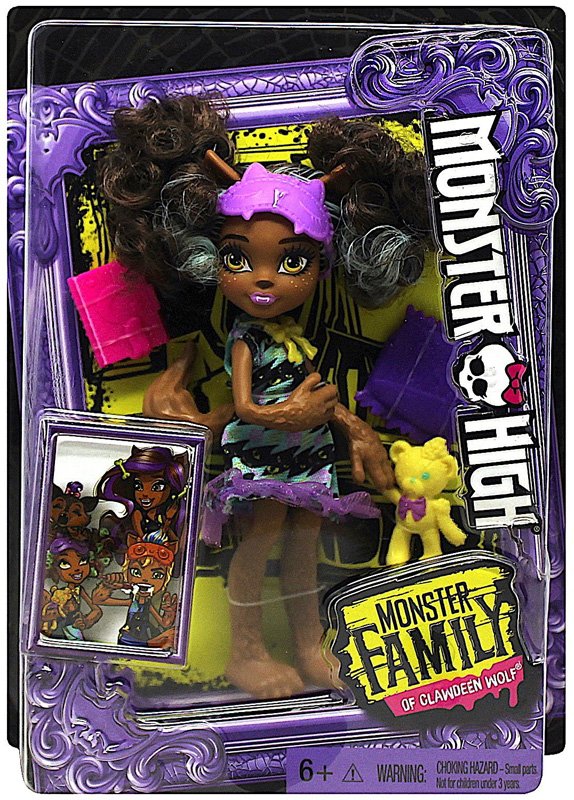 MONSTER HIGH®
MONSTER
FAMILY
OF CLAWDEEN WOLF®
6+ ⚠ WARNING: CHOKING HAZARD – Small parts.
Not for children under 3 years.